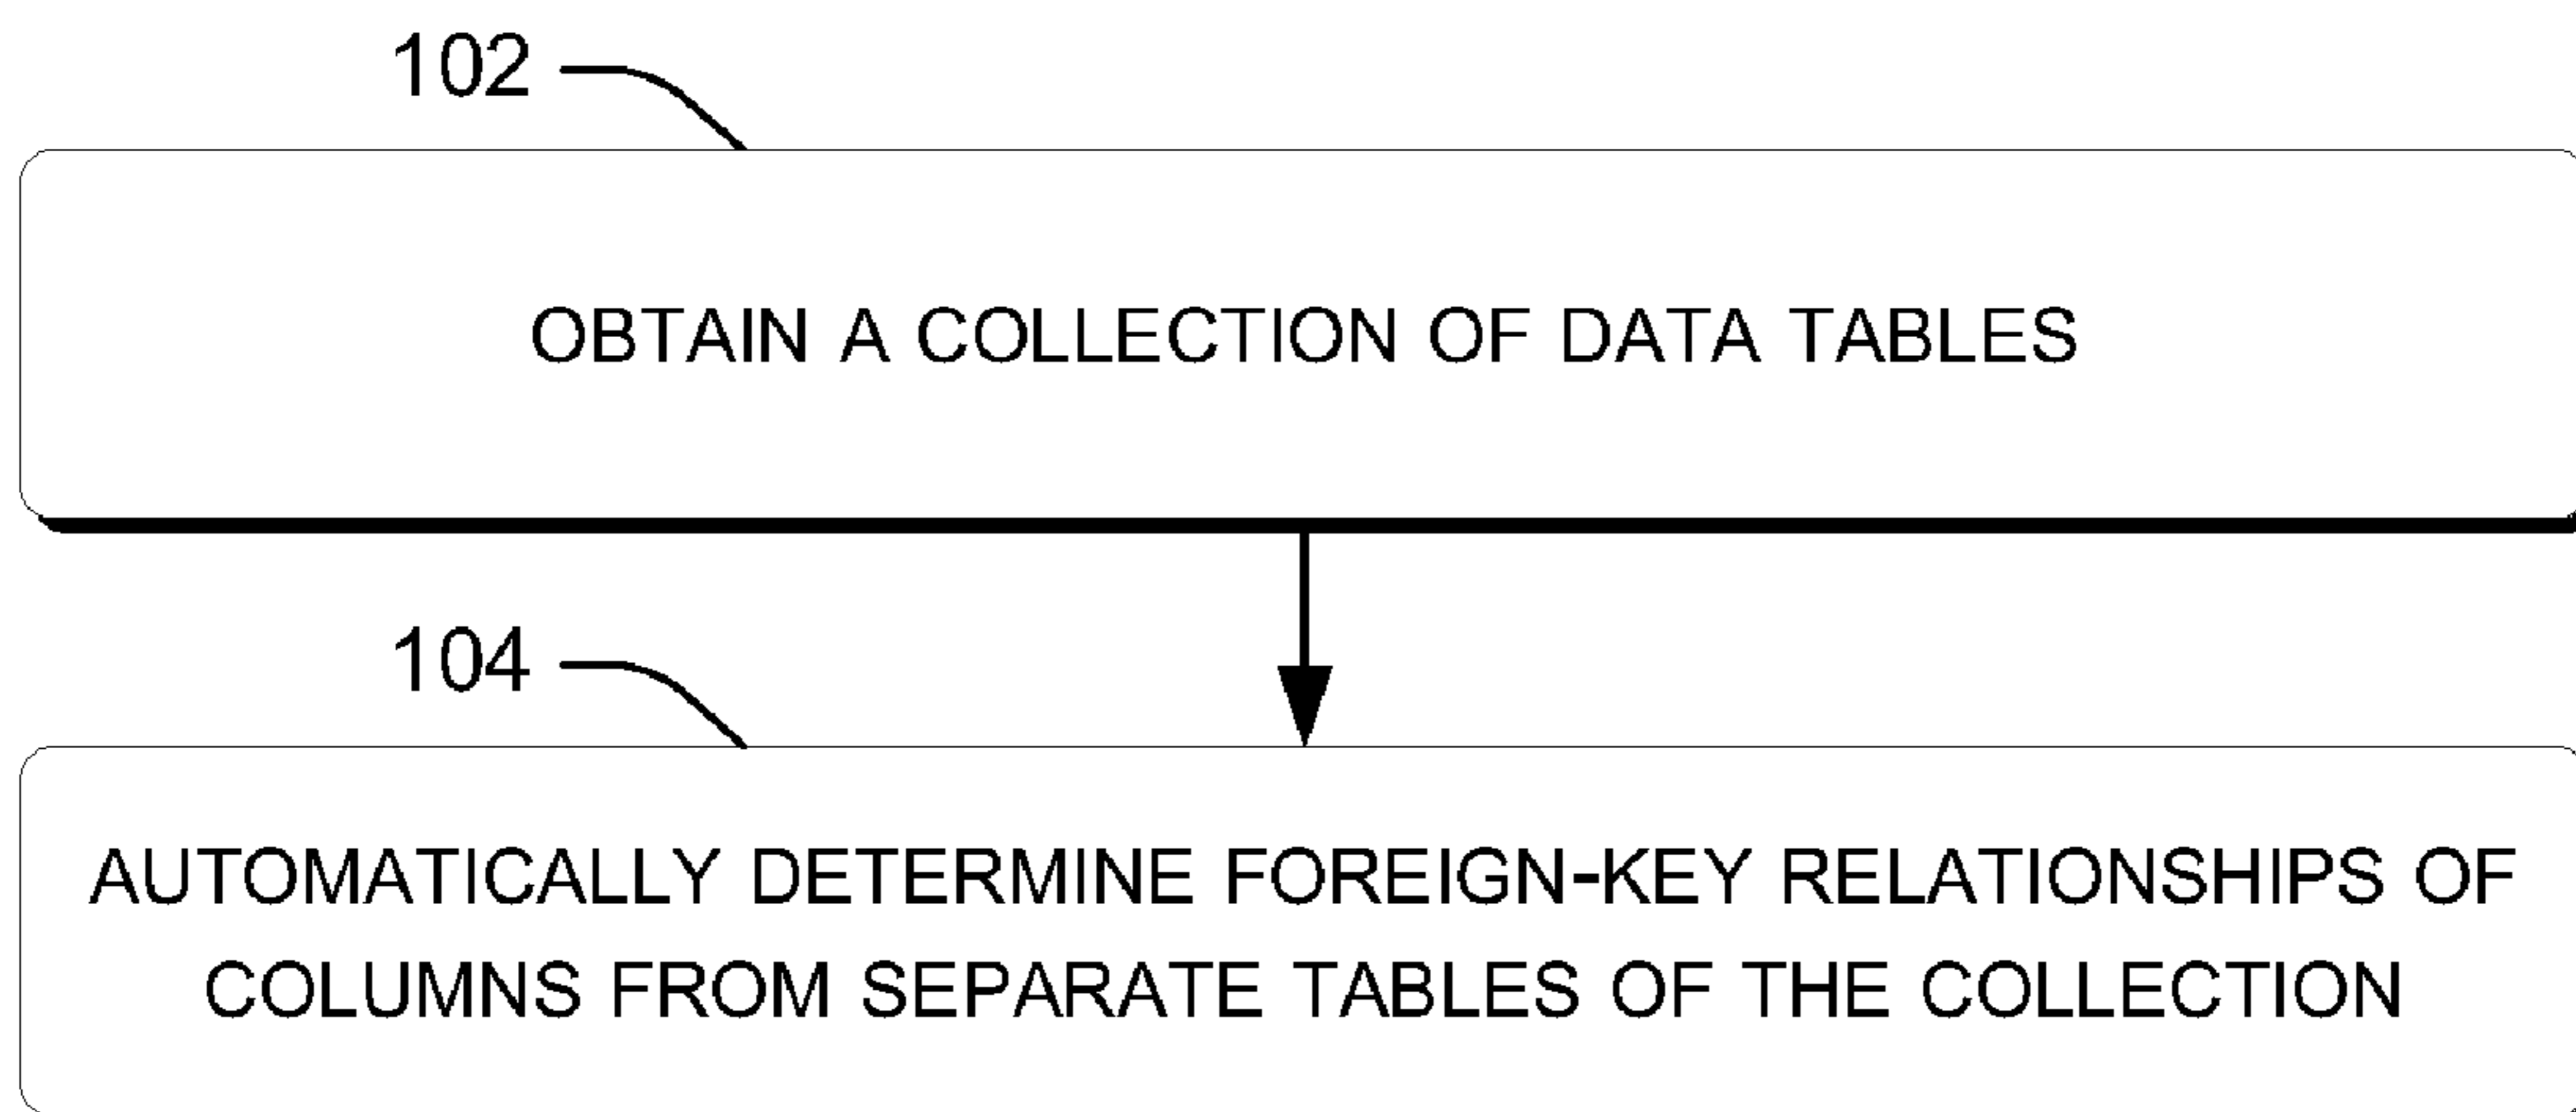 102
OBTAIN A COLLECTION OF DATA TABLES
104
AUTOMATICALLY DETERMINE FOREIGN-KEY RELATIONSHIPS OF
COLUMNS FROM SEPARATE TABLES OF THE COLLECTION